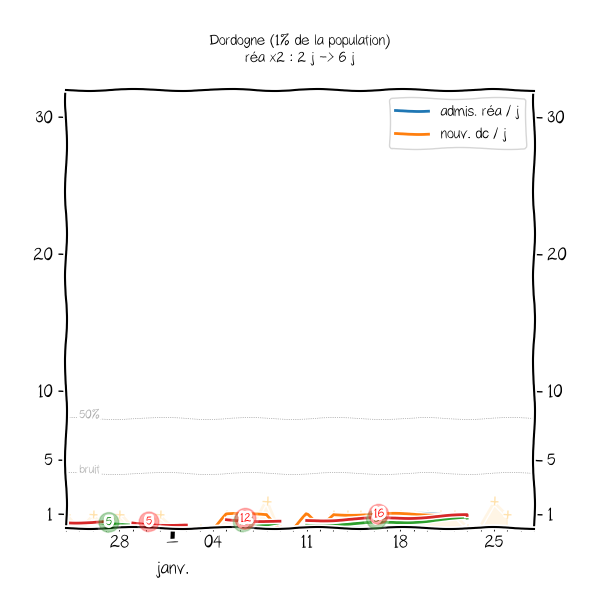 Dordogne (1% de la population)
réa x2 : 2 j -> 6 j
admis. réa / j
nouv. dc / j
30 30
20 20
10 10
50%
5 5
bruit
1 1
5 5 12 16
28 04 11 18 25
janv.